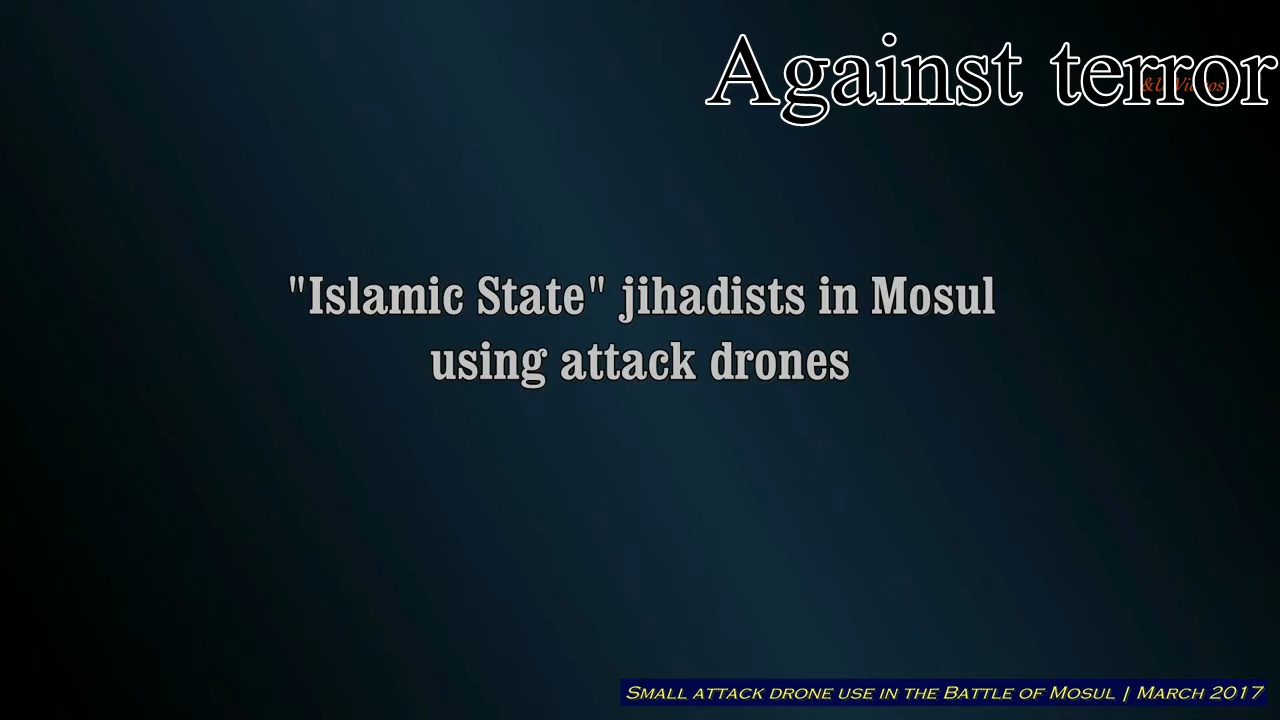 Against terror
"Islamic State" jihadists in Mosul
using attack drones
Small attack drone use in the Battle of Mosul | March 2017